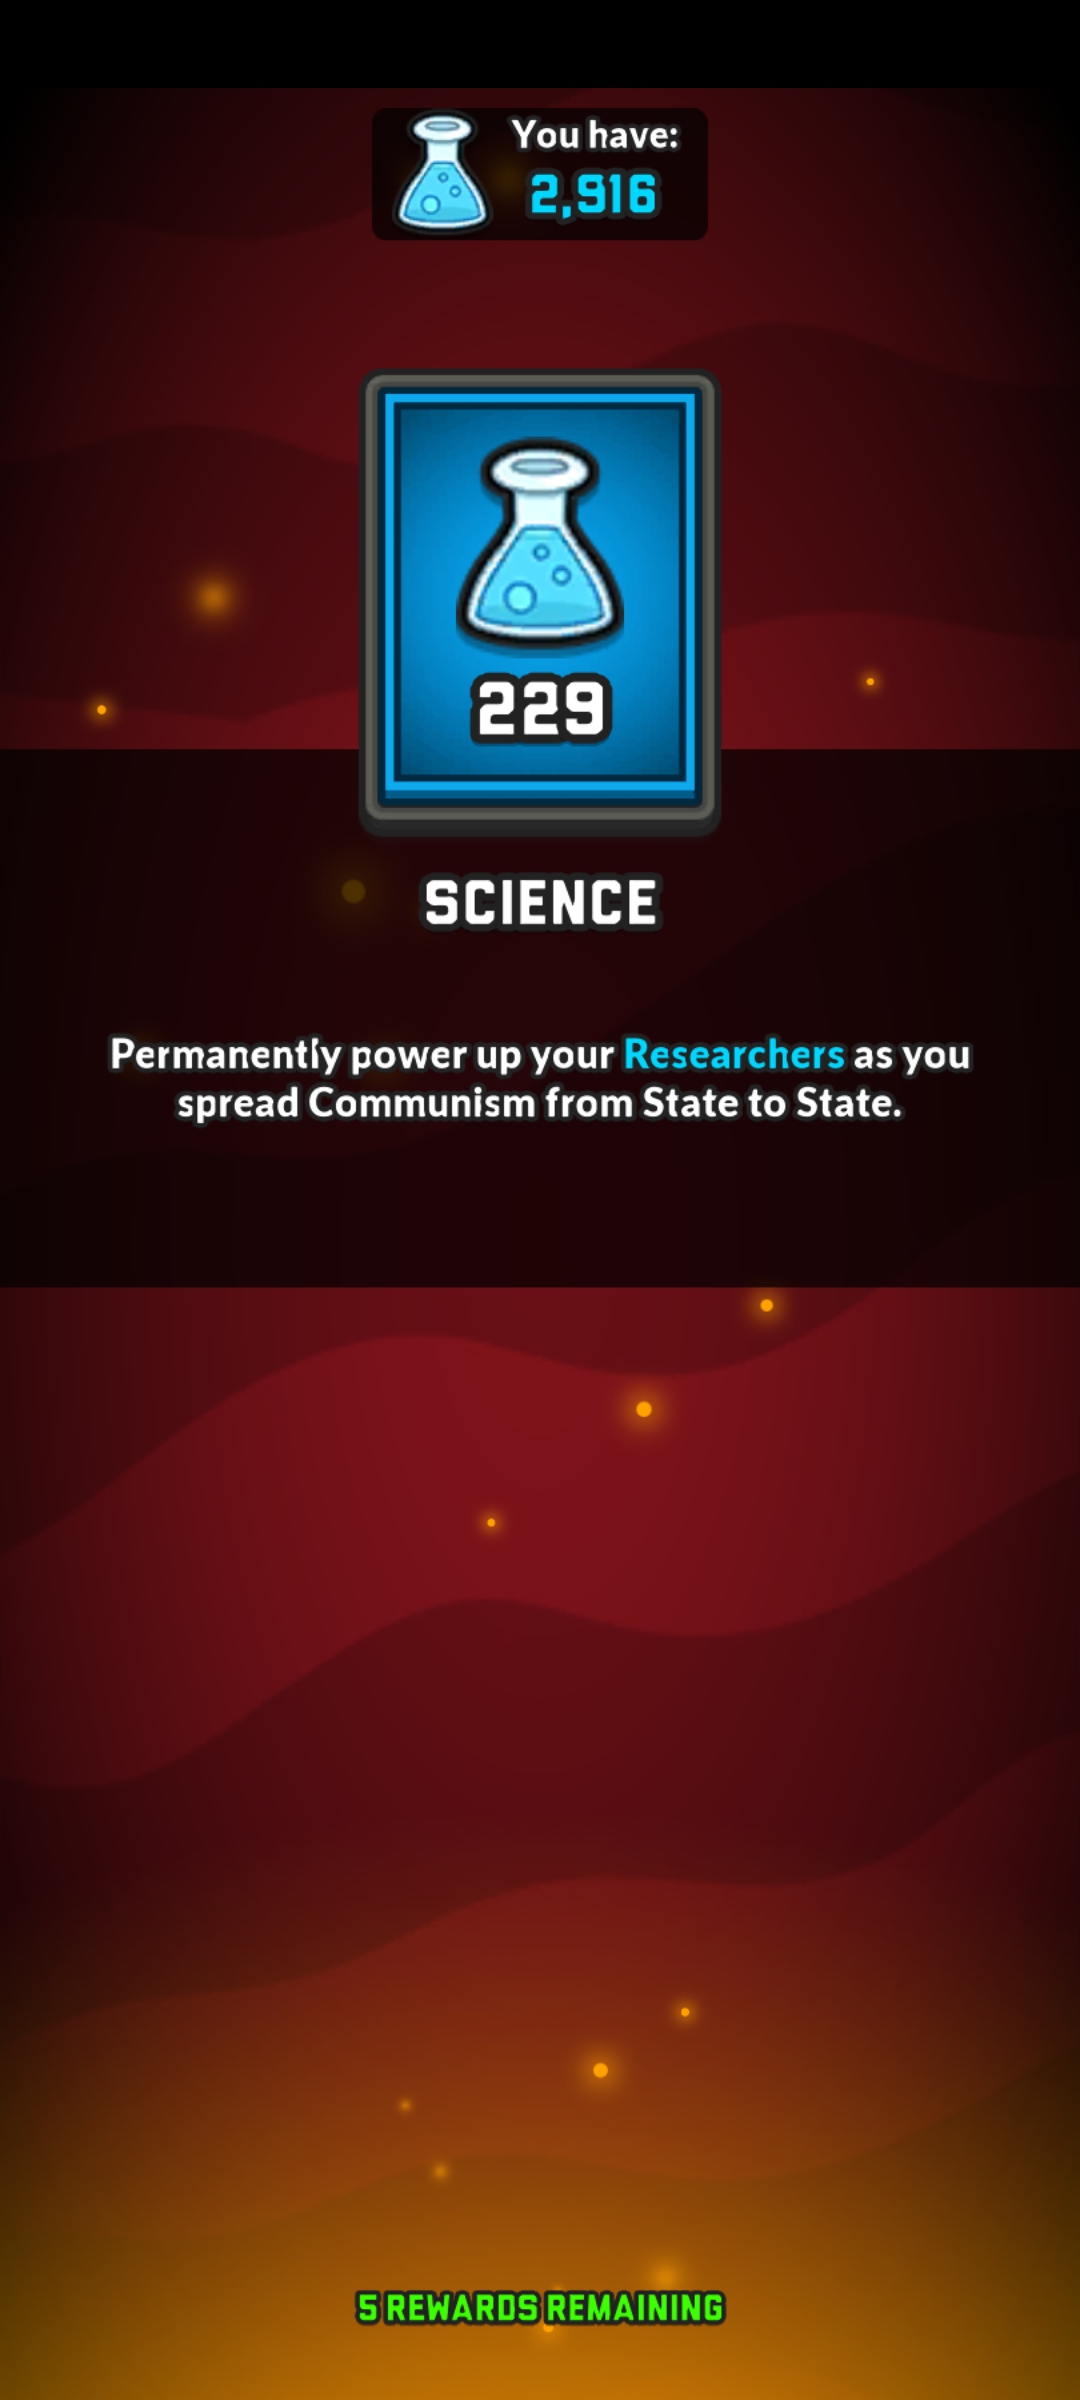 You have:
2,916
229
SCIENCE
Permanently power up your Researchers as you
spread Communism from State to State.
5 REWARDS REMAINING